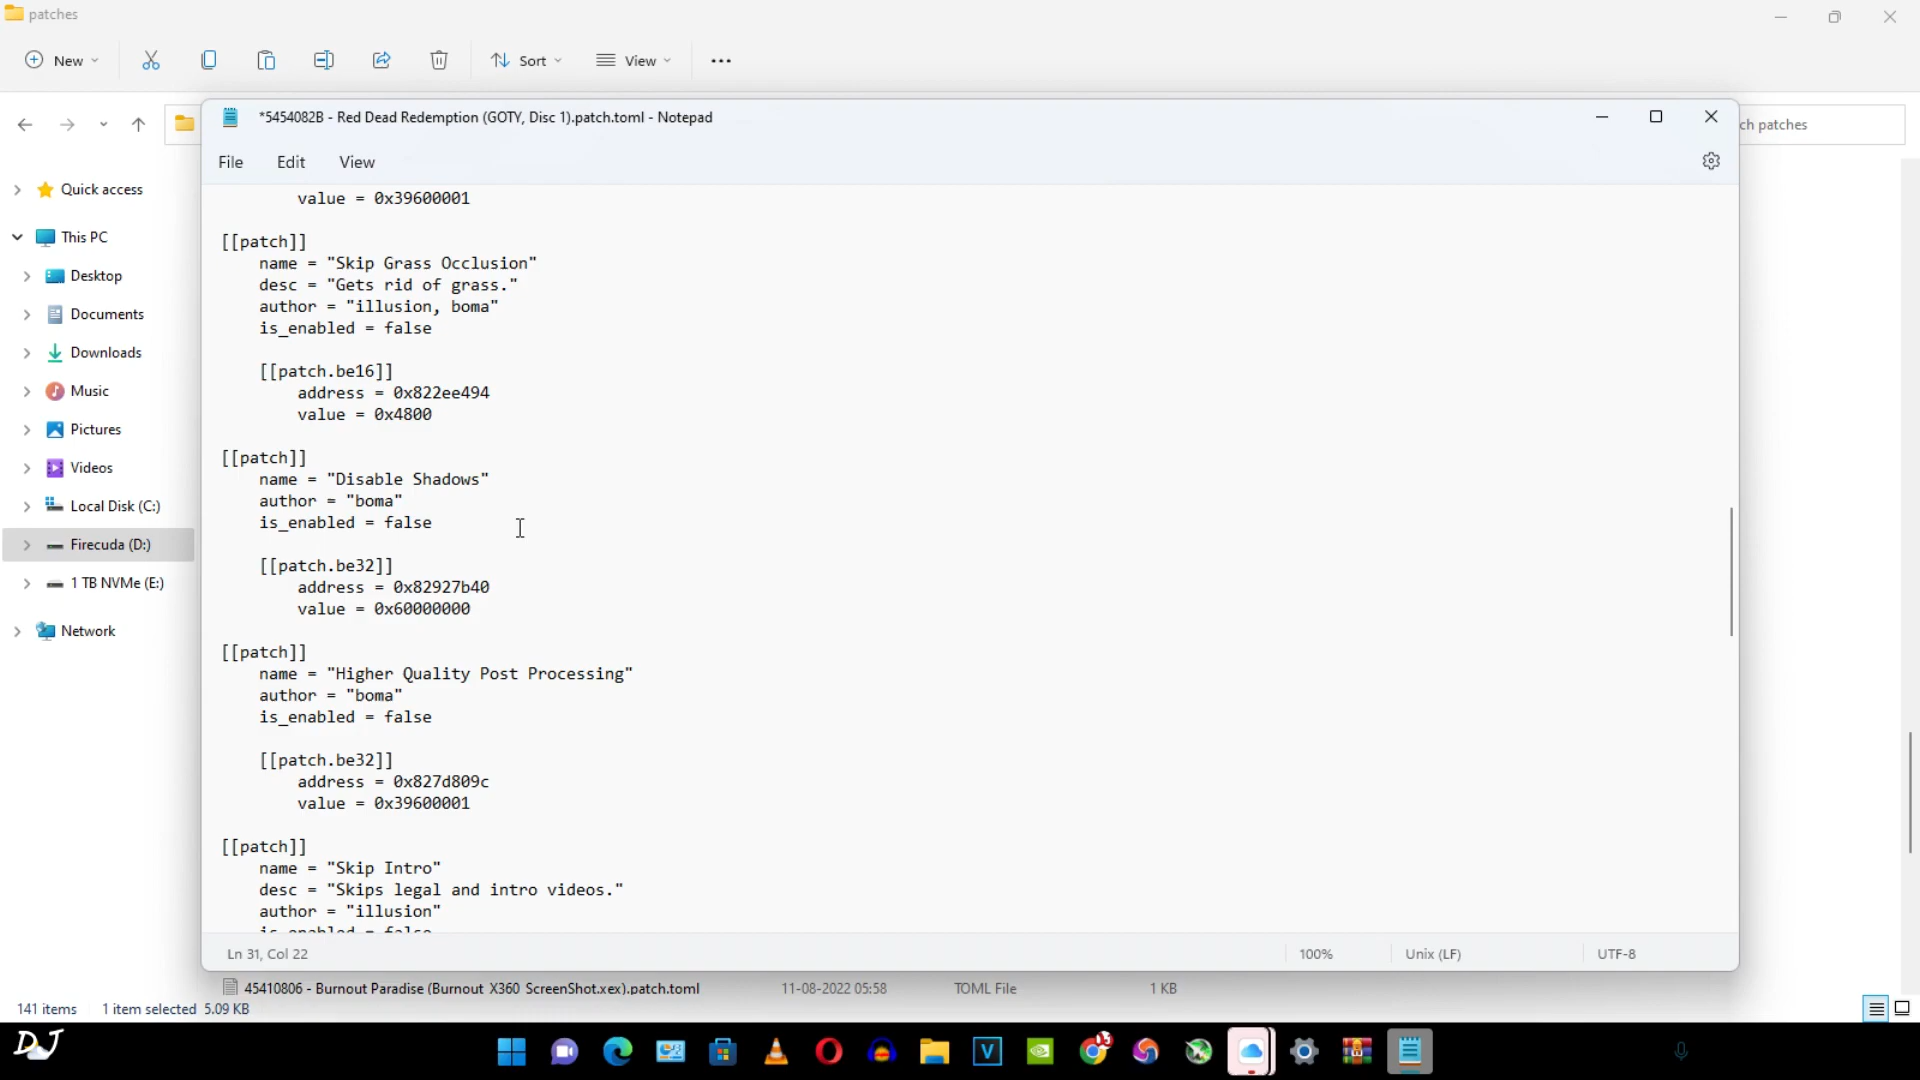 patches
New
Sort
View
*5454082B - Red Dead Redemption (GOTY, Disc 1).patch.toml - Notepad
ch patches
File
Edit
View
Quick access
This PC
Desktop
Documents
Downloads
Music
Pictures
Videos
Local Disk (C:)
Firecuda (D:)
1 TB NVMe (E:)
Network
value = 0x39600001
[[patch]]
name = "Skip Grass Occlusion"
desc = "Gets rid of grass."
author = "illusion, boma"
is_enabled = false
[[patch.be16]]
address = 0x822ee494
value = 0x4800
[[patch]]
name = "Disable Shadows"
author = "boma"
is_enabled = false
[[patch.be32]]
address = 0x82927b40
value = 0x60000000
[[patch]]
name = "Higher Quality Post Processing"
author = "boma"
is_enabled = false
[[patch.be32]]
address = 0x827d809c
value = 0x39600001
[[patch]]
name = "Skip Intro"
desc = "Skips legal and intro videos."
author = "illusion"
is_enabled = false
Ln 31, Col 22
100%
Unix (LF)
UTF-8
45410806 - Burnout Paradise (Burnout_X360_ScreenShot.xex).patch.toml
11-08-2022 05:58
TOML File
1 KB
141 items
1 item selected 5.09 KB
DJ
V